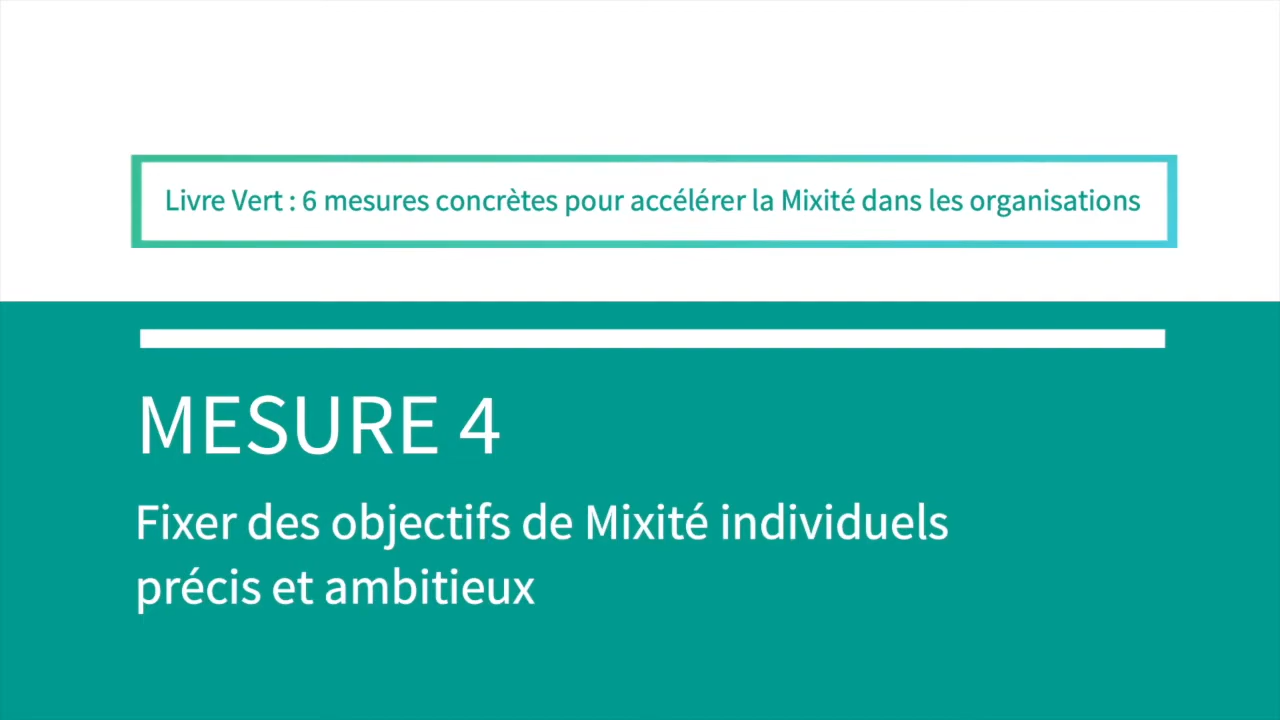 Livre Vert : 6 mesures concrètes pour accélérer la Mixité dans les organisations
MESURE 4
Fixer des objectifs de Mixité individuels
précis et ambitieux